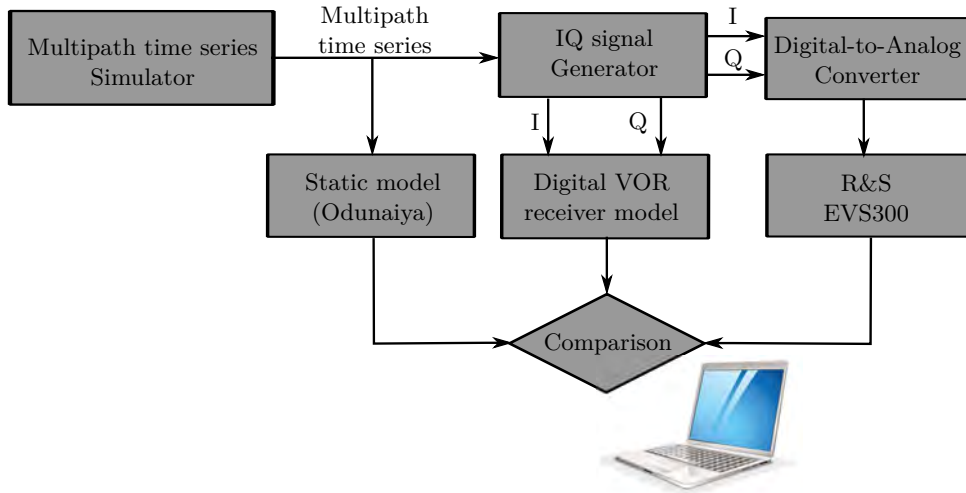 Multipath time series
Simulator
Multipath
time series
IQ signal
Generator
I
Q
Digital-to-Analog
Converter
I
Q
Static model
(Odunaiya)
Digital VOR
receiver model
R&S
EVS300
Comparison